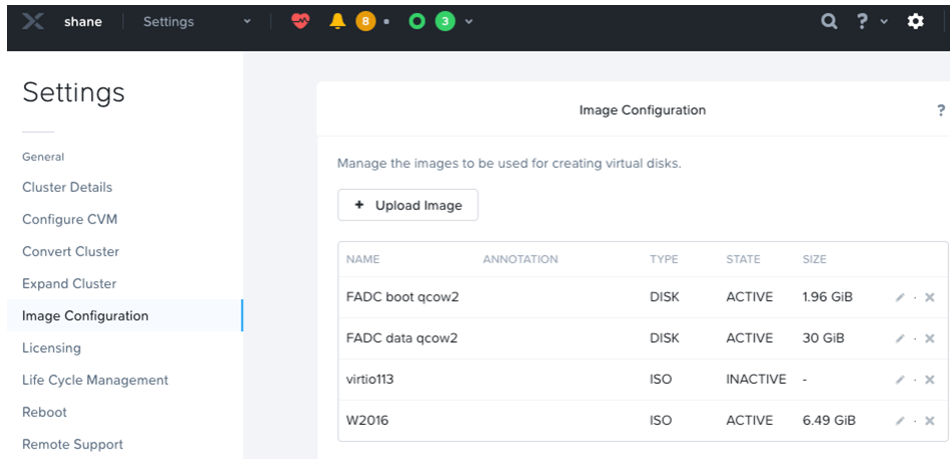 shane Settings 8 3 ?
Settings
General
Cluster Details
Configure CVM
Convert Cluster
Expand Cluster
Image Configuration
Licensing
Life Cycle Management
Reboot
Remote Support
Image Configuration ?
Manage the images to be used for creating virtual disks.
+ Upload Image
NAME ANNOTATION TYPE STATE SIZE
FADC boot qcow2 DISK ACTIVE 1.96 GiB
FADC data qcow2 DISK ACTIVE 30 GiB
virtio113 ISO INACTIVE -
W2016 ISO ACTIVE 6.49 GiB